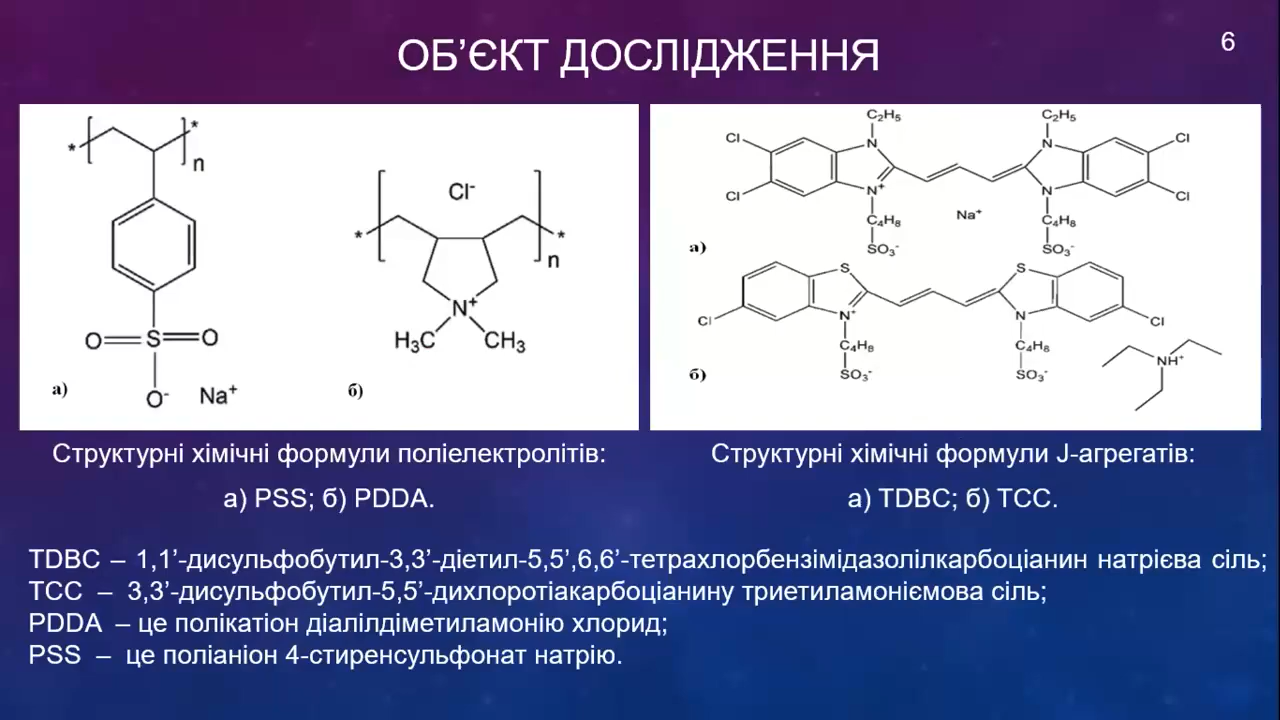 ОБ’ЄКТ ДОСЛІДЖЕННЯ
6
* * n
Cl⁻
* * n
N⁺
H₃C CH₃
O S O
O⁻ Na⁺
а)
б)
C₂H₅ C₂H₅
Cl N N Cl
Cl N⁺ N Cl
Na⁺
C₄H₈ C₄H₈
SO₃⁻ SO₃⁻
а)
S S
Cl N⁺ N Cl
C₄H₈ C₄H₈
NH⁺
SO₃⁻ SO₃⁻
б)
Структурні хімічні формули поліелектролітів:
а) PSS; б) PDDA.
Структурні хімічні формули J-агрегатів:
а) TDBC; б) TCC.
TDBC – 1,1’-дисульфобутил-3,3’-діетил-5,5’,6,6’-тетрахлорбензімідазолілкарбоціанин натрієва сіль;
TCC – 3,3’-дисульфобутил-5,5’-дихлоротіакарбоціанину триетиламоніємова сіль;
PDDA – це полікатіон діалілдіметиламонію хлорид;
PSS – це поліаніон 4-стиренсульфонат натрію.